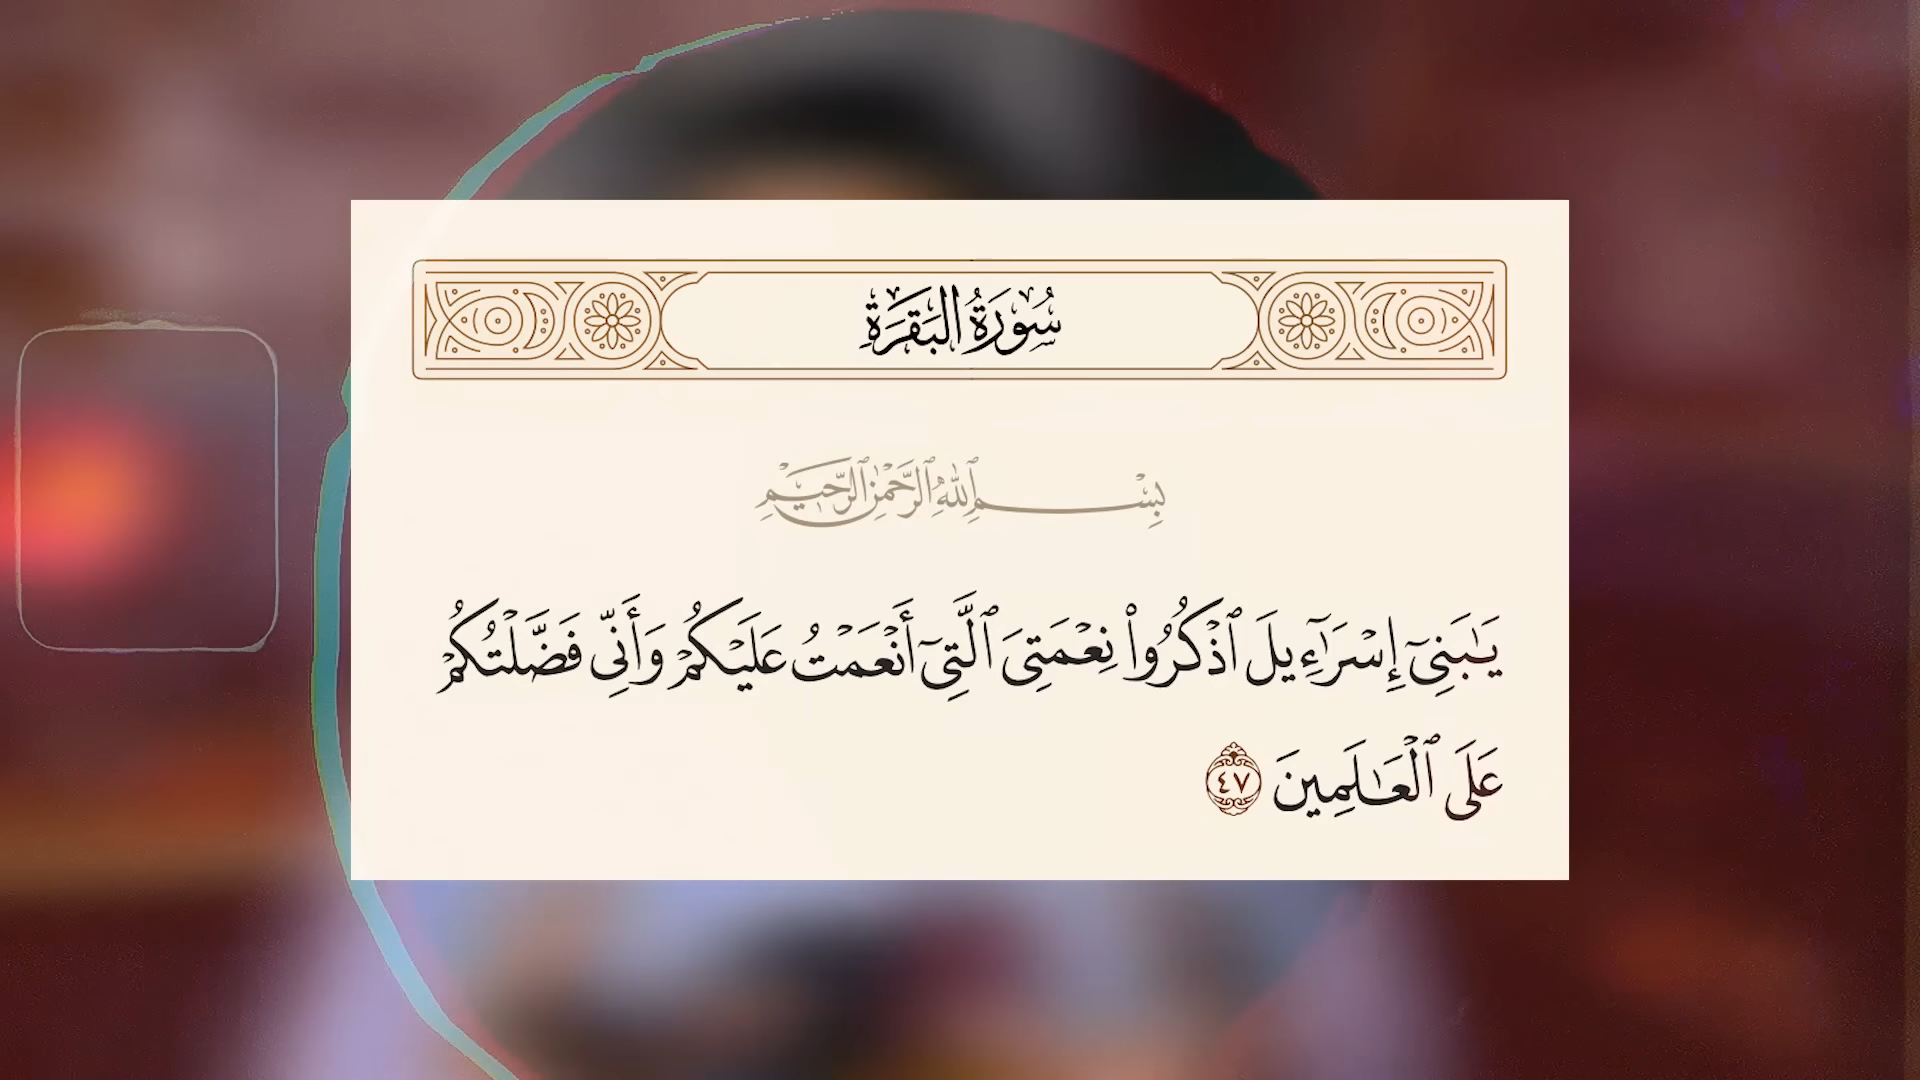 سُورَةُ البَقَرَةِ
بِسْمِ ٱللَّهِ ٱلرَّحْمَٰنِ ٱلرَّحِيمِ
يَٰبَنِىٓ إِسْرَٰٓءِيلَ ٱذْكُرُوا۟ نِعْمَتِىَ ٱلَّتِىٓ أَنْعَمْتُ عَلَيْكُمْ وَأَنِّى فَضَّلْتُكُمْ
عَلَى ٱلْعَٰلَمِينَ ٤٧